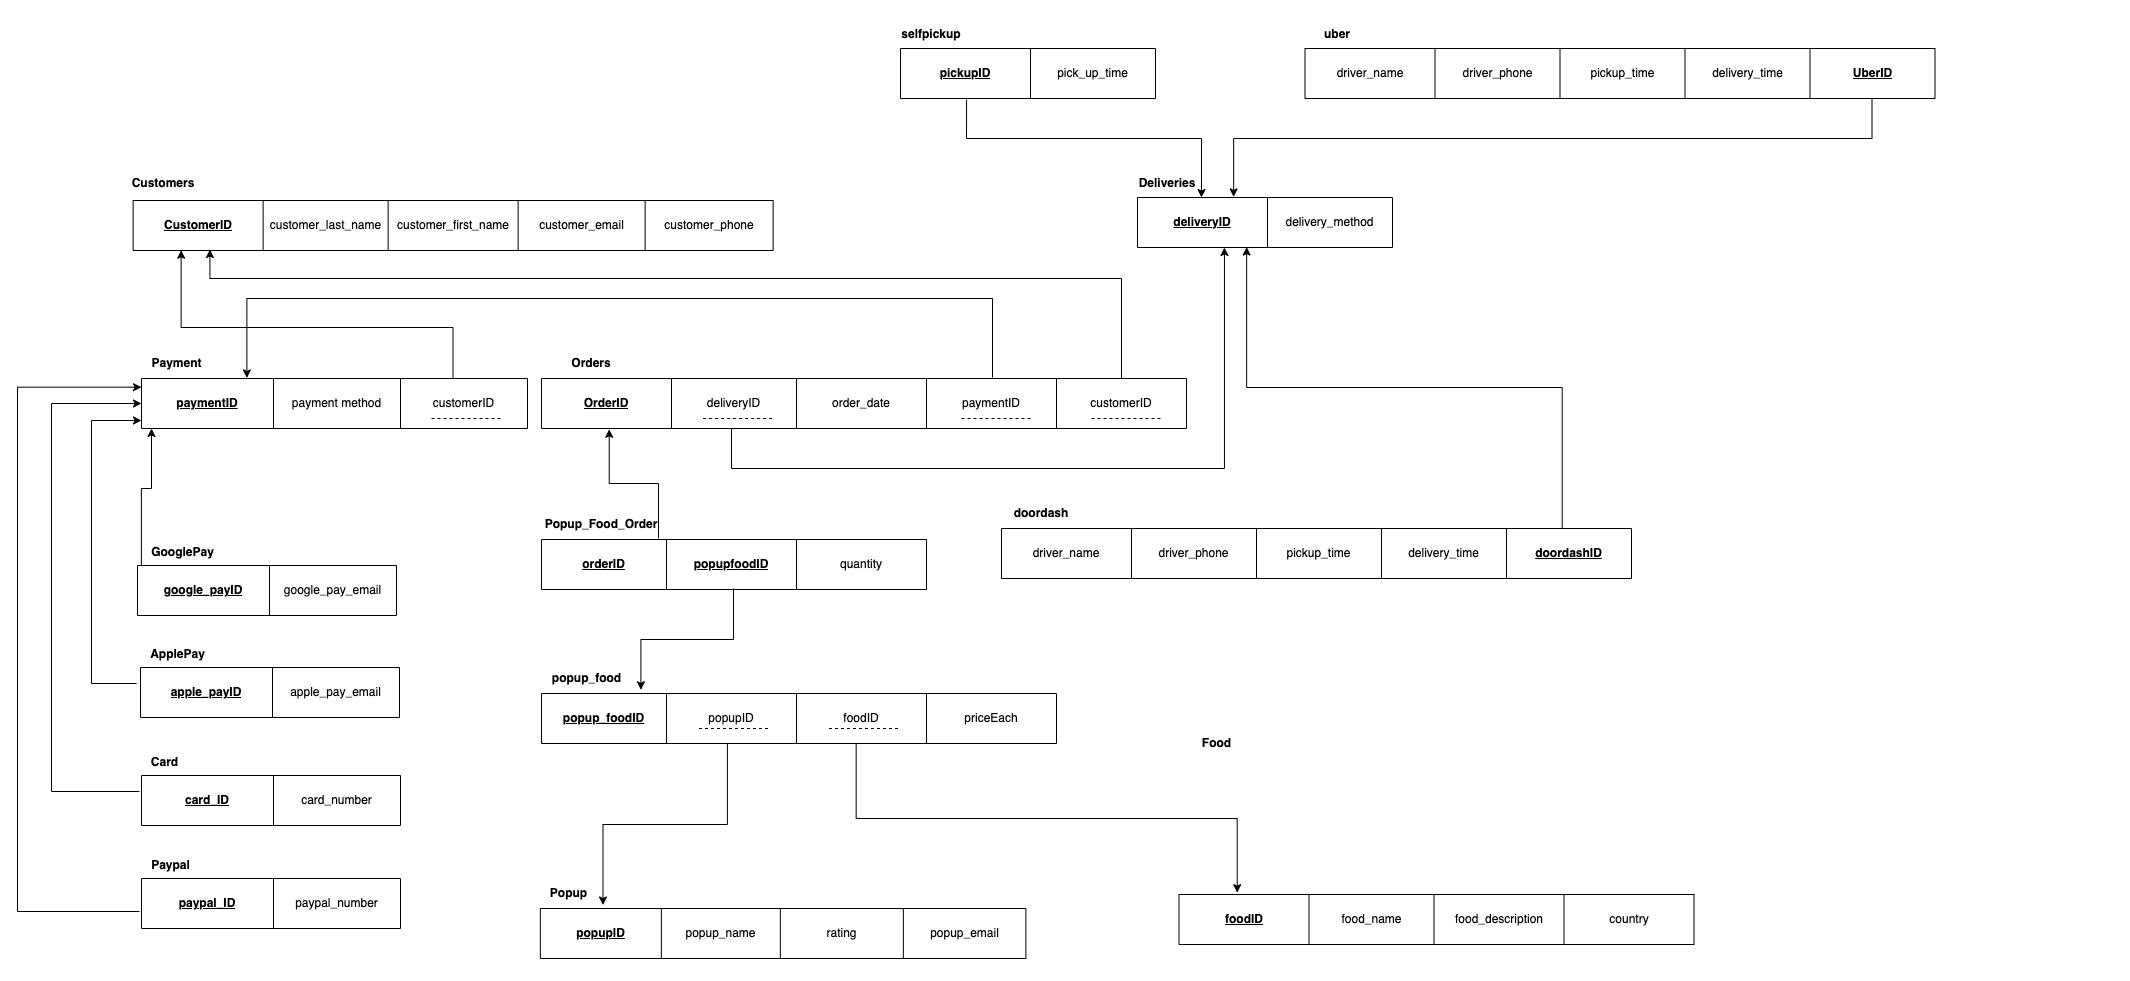 selfpickup
uber
pickupID pick_up_time
driver_name driver_phone pickup_time delivery_time UberID
Customers
Deliveries
CustomerID customer_last_name customer_first_name customer_email customer_phone
deliveryID delivery_method
Payment
Orders
paymentID payment method customerID
OrderID deliveryID order_date paymentID customerID
doordash
Popup_Food_Order
driver_name driver_phone pickup_time delivery_time doordashID
GooglePay
orderID popupfoodID quantity
google_payID google_pay_email
ApplePay
popup_food
apple_payID apple_pay_email
popup_foodID popupID foodID priceEach
Food
Card
card_ID card_number
Paypal
Popup
paypal_ID paypal_number
foodID food_name food_description country
popupID popup_name rating popup_email